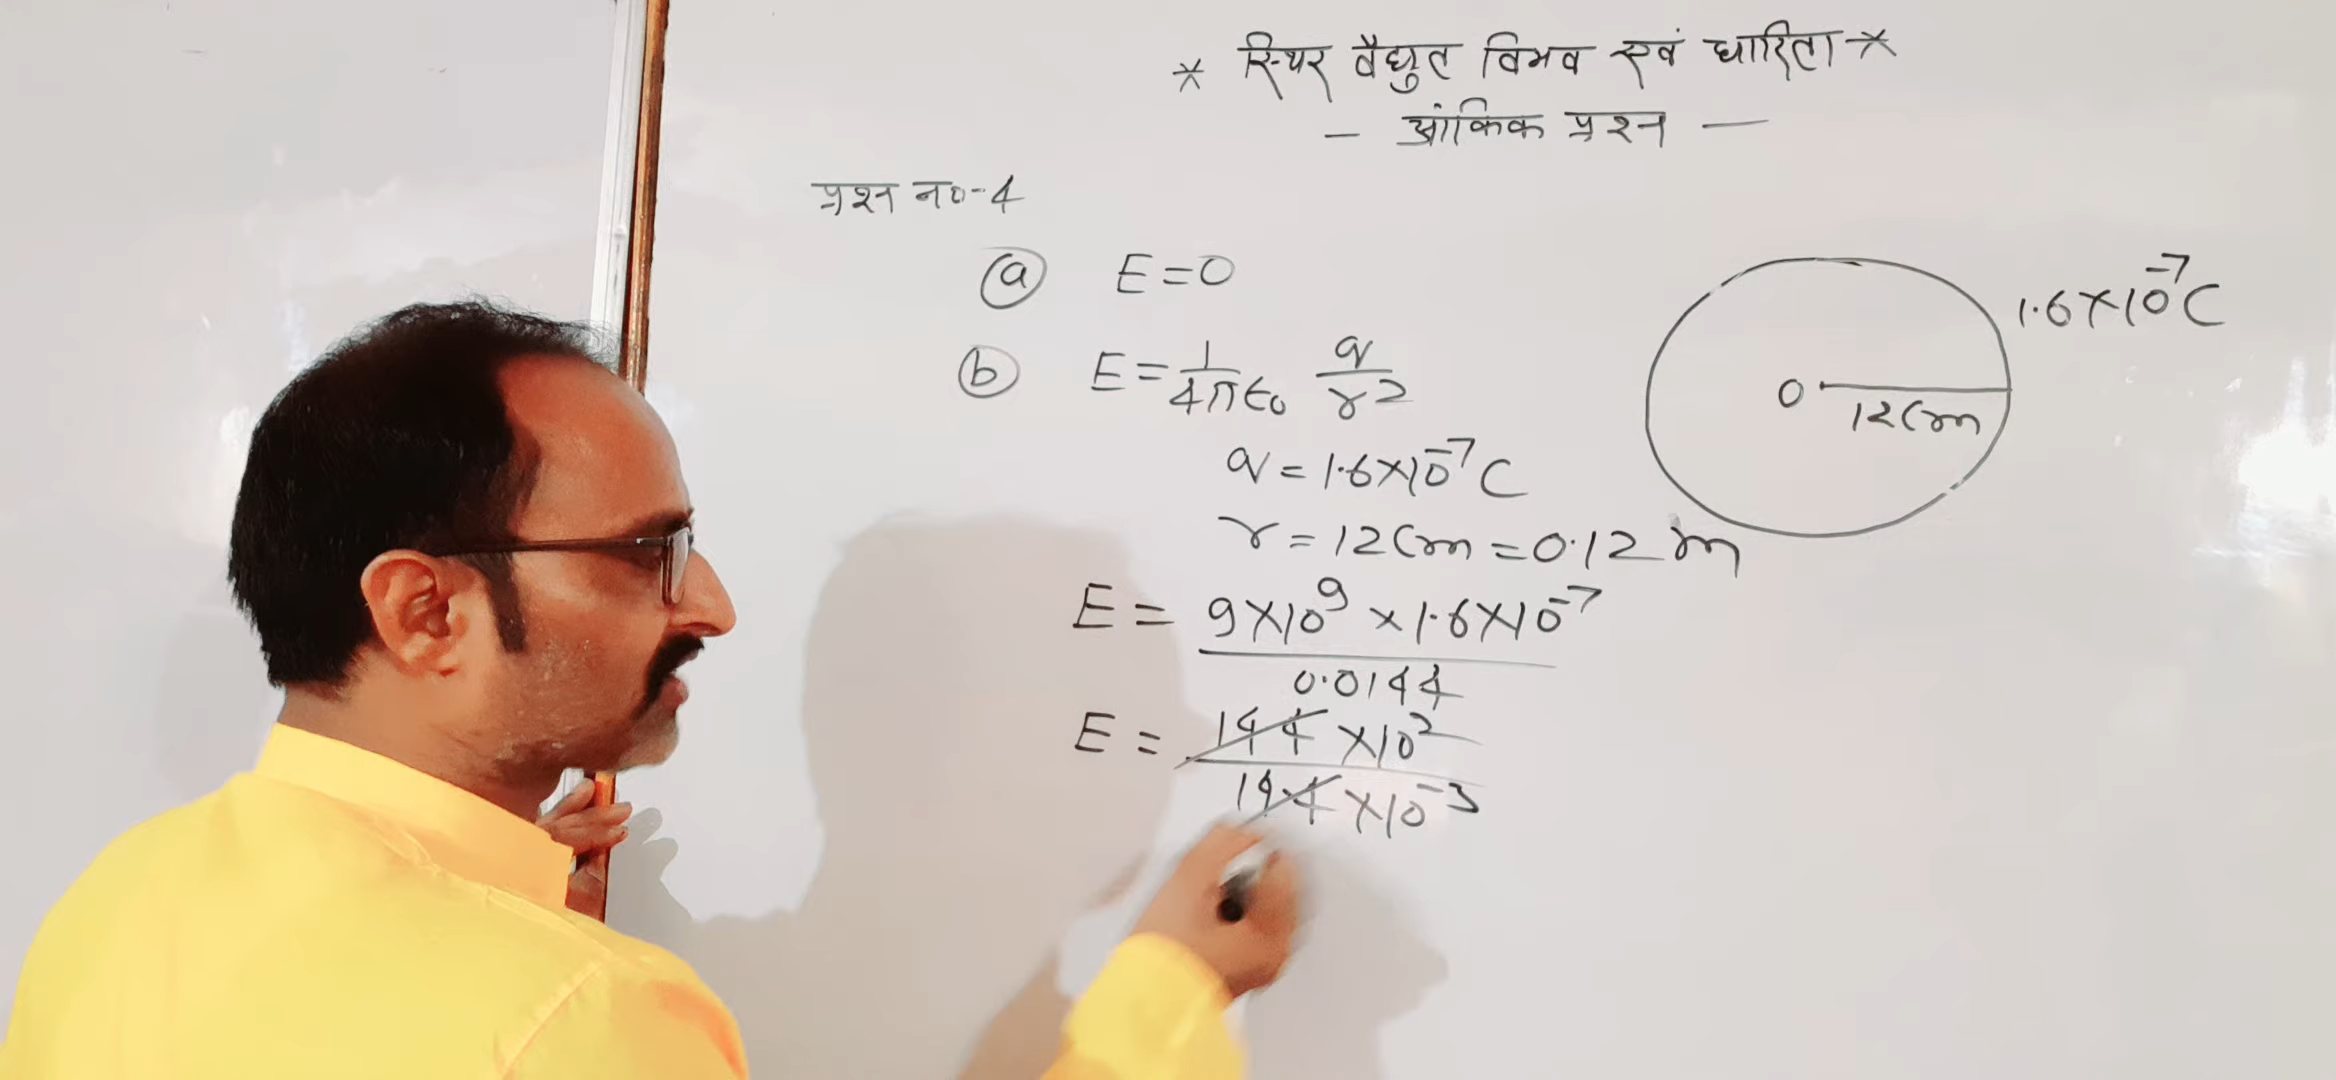 * स्थिर वैद्युत विभव एवं धारिता *
- आंकिक प्रश्न -
प्रश्न न०-4
(a) E = 0
(b) E = 1/4πϵ₀ q/r²
q = 1.6×10⁻⁷ C
r = 12 Cm = 0.12 m
E = 9×10⁹ × 1.6×10⁻⁷ / 0.0144
E = 144 ×10² / 144 ×10⁻³
1.6×10⁻⁷ C
O
12 Cm